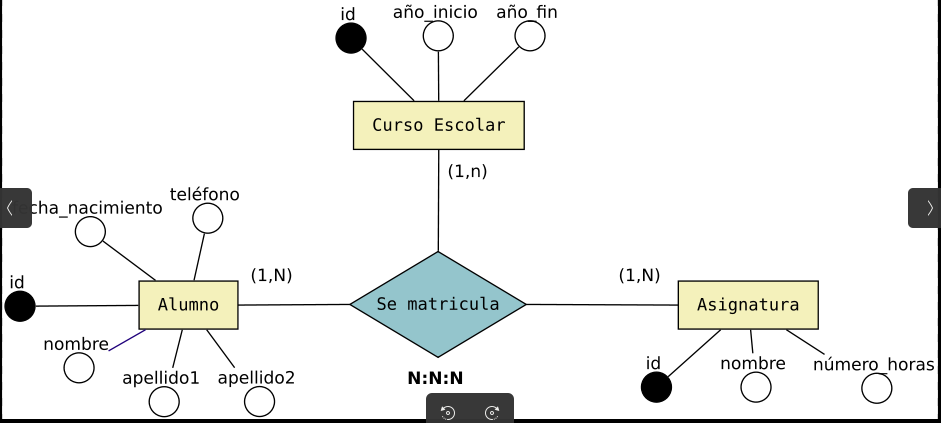 id
año_inicio
año_fin
Curso Escolar
(1,n)
teléfono
fecha_nacimiento
(1,N)
(1,N)
id
Alumno
Se matricula
Asignatura
nombre
id
nombre
número_horas
apellido1
apellido2
N:N:N